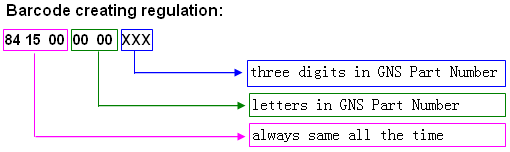 Barcode creating regulation:
84 15 00 00 00 XXX
three digits in GNS Part Number
letters in GNS Part Number
always same all the time